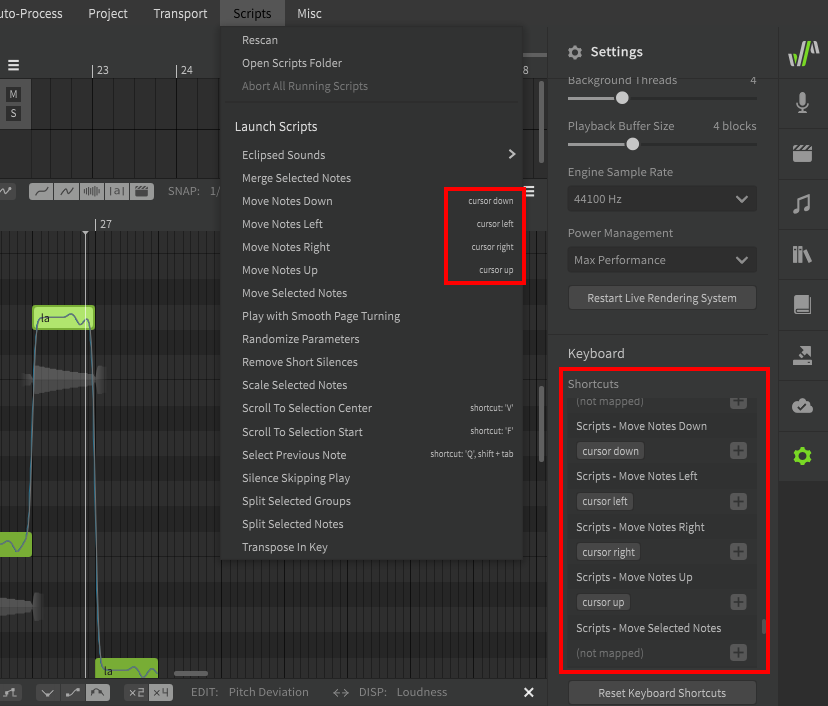 uto-Process Project Transport Scripts Misc
Rescan
Open Scripts Folder
Abort All Running Scripts
Launch Scripts
Eclipsed Sounds
Merge Selected Notes
Move Notes Down cursor down
Move Notes Left cursor left
Move Notes Right cursor right
Move Notes Up cursor up
Move Selected Notes
Play with Smooth Page Turning
Randomize Parameters
Remove Short Silences
Scale Selected Notes
Scroll To Selection Center shortcut: 'V'
Scroll To Selection Start shortcut: 'F'
Select Previous Note shortcut: 'Q', shift + tab
Silence Skipping Play
Split Selected Groups
Split Selected Notes
Transpose In Key
23 24 8
M
S
SNAP: 1/
27
la
la
x2 x4 EDIT: Pitch Deviation DISP: Loudness
Settings
Background Threads 4
Playback Buffer Size 4 blocks
Engine Sample Rate
44100 Hz
Power Management
Max Performance
Restart Live Rendering System
Keyboard
Shortcuts
(not mapped)
Scripts - Move Notes Down
cursor down
Scripts - Move Notes Left
cursor left
Scripts - Move Notes Right
cursor right
Scripts - Move Notes Up
cursor up
Scripts - Move Selected Notes
(not mapped)
Reset Keyboard Shortcuts